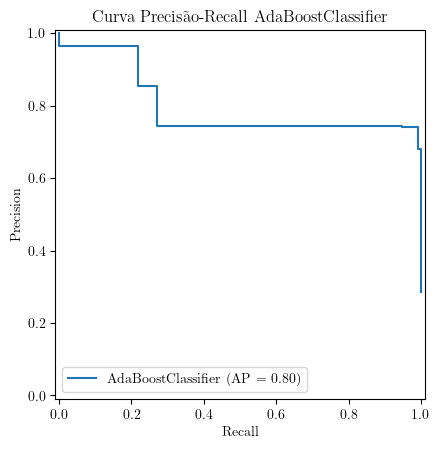 Curva Precisão-Recall AdaBoostClassifier
1.0
0.8
0.6
0.4
0.2
0.0
Precision
AdaBoostClassifier (AP = 0.80)
0.0 0.2 0.4 0.6 0.8 1.0
Recall